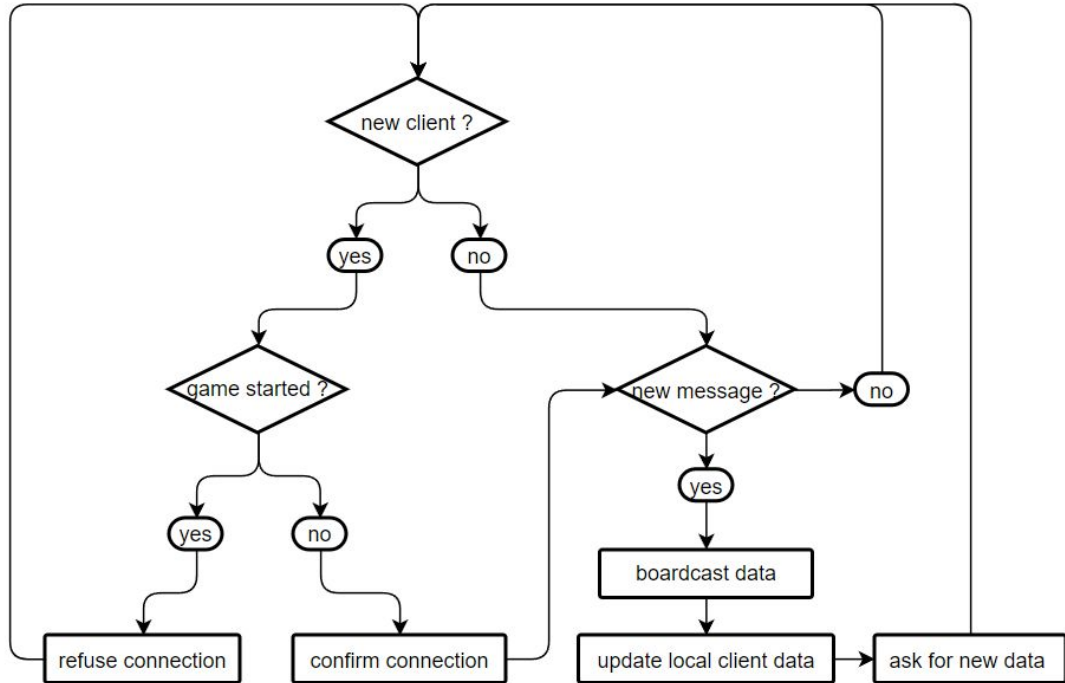 new client ?
yes
no
game started ?
new message ?
no
yes
yes
no
boardcast data
refuse connection
confirm connection
update local client data
ask for new data